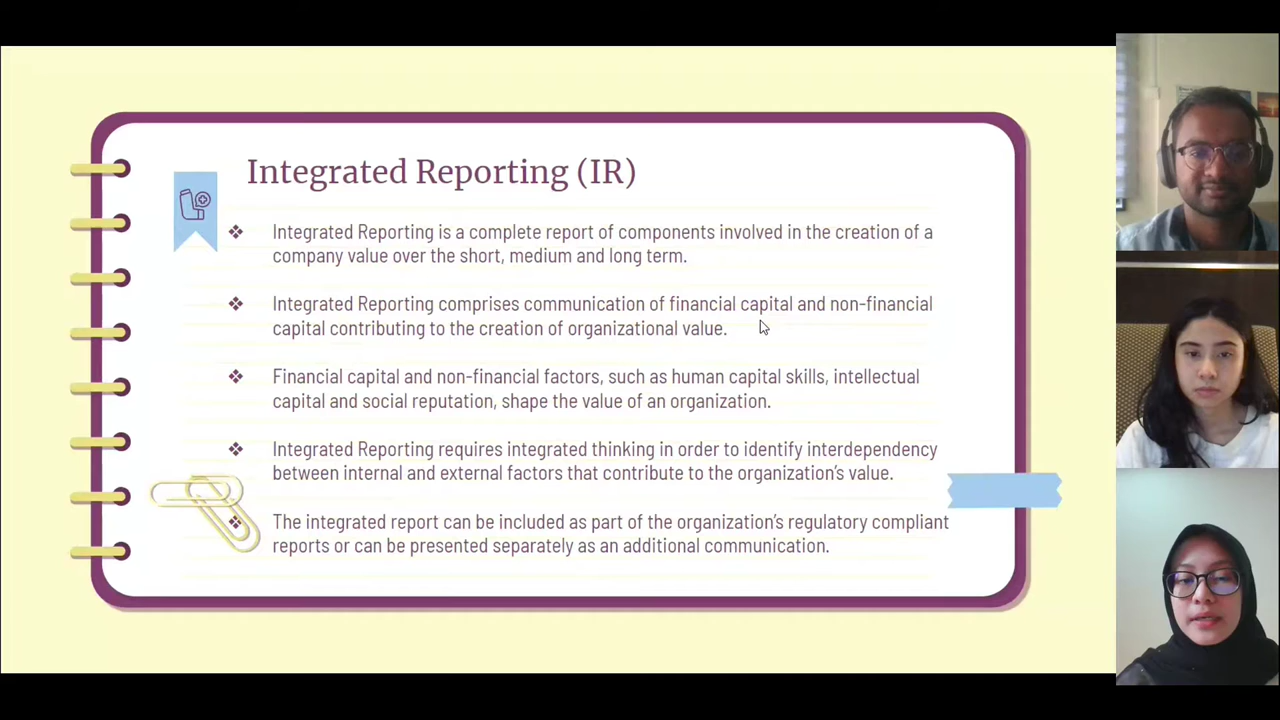 Integrated Reporting (IR)
Integrated Reporting is a complete report of components involved in the creation of a
company value over the short, medium and long term.
Integrated Reporting comprises communication of financial capital and non-financial
capital contributing to the creation of organizational value.
Financial capital and non-financial factors, such as human capital skills, intellectual
capital and social reputation, shape the value of an organization.
Integrated Reporting requires integrated thinking in order to identify interdependency
between internal and external factors that contribute to the organization's value.
The integrated report can be included as part of the organization's regulatory compliant
reports or can be presented separately as an additional communication.